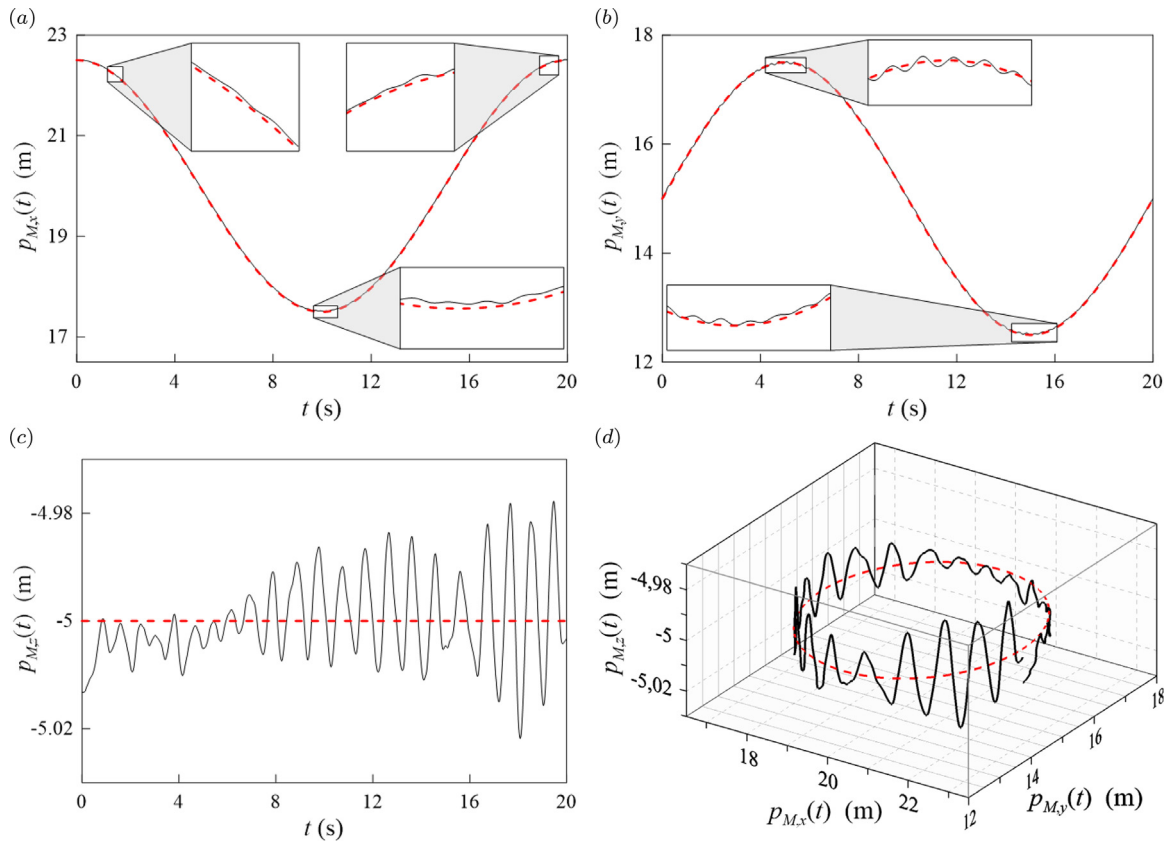 (a)
23
21
19
17
p_{M,x}(t) (m)
0 4 8 12 16 20
t (s)
(b)
18
16
14
12
p_{M,y}(t) (m)
0 4 8 12 16 20
t (s)
(c)
-4.98
-5
-5.02
p_{M,z}(t) (m)
0 4 8 12 16 20
t (s)
(d)
-4.98
-5
-5.02
p_{M,z}(t) (m)
18 20 22
p_{M,x}(t) (m)
12 14 16 18
p_{M,y}(t) (m)